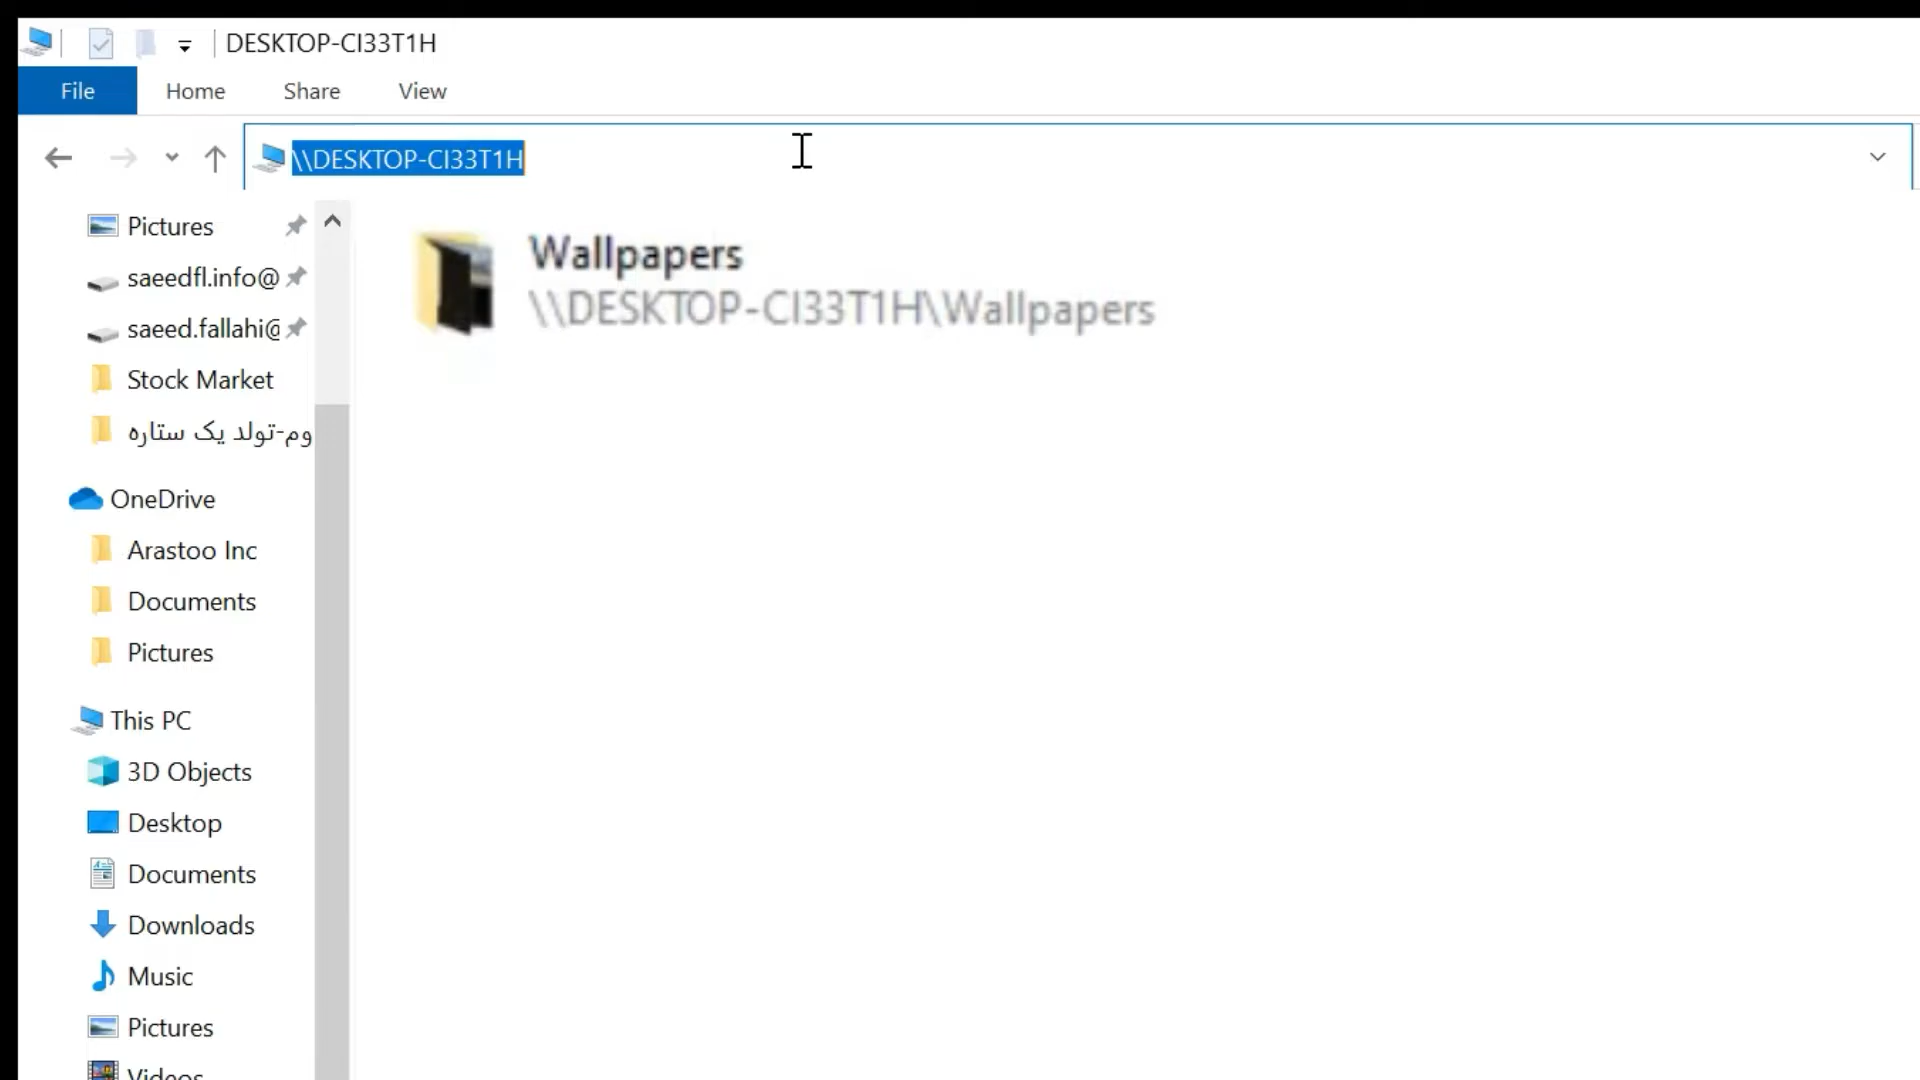 DESKTOP-CI33T1H
File Home Share View
\\DESKTOP-CI33T1H
Pictures
saeedfl.info@
saeed.fallahi@
Stock Market
وم-تولد یک ستاره
OneDrive
Arastoo Inc
Documents
Pictures
This PC
3D Objects
Desktop
Documents
Downloads
Music
Pictures
Videos
Wallpapers
\\DESKTOP-CI33T1H\Wallpapers